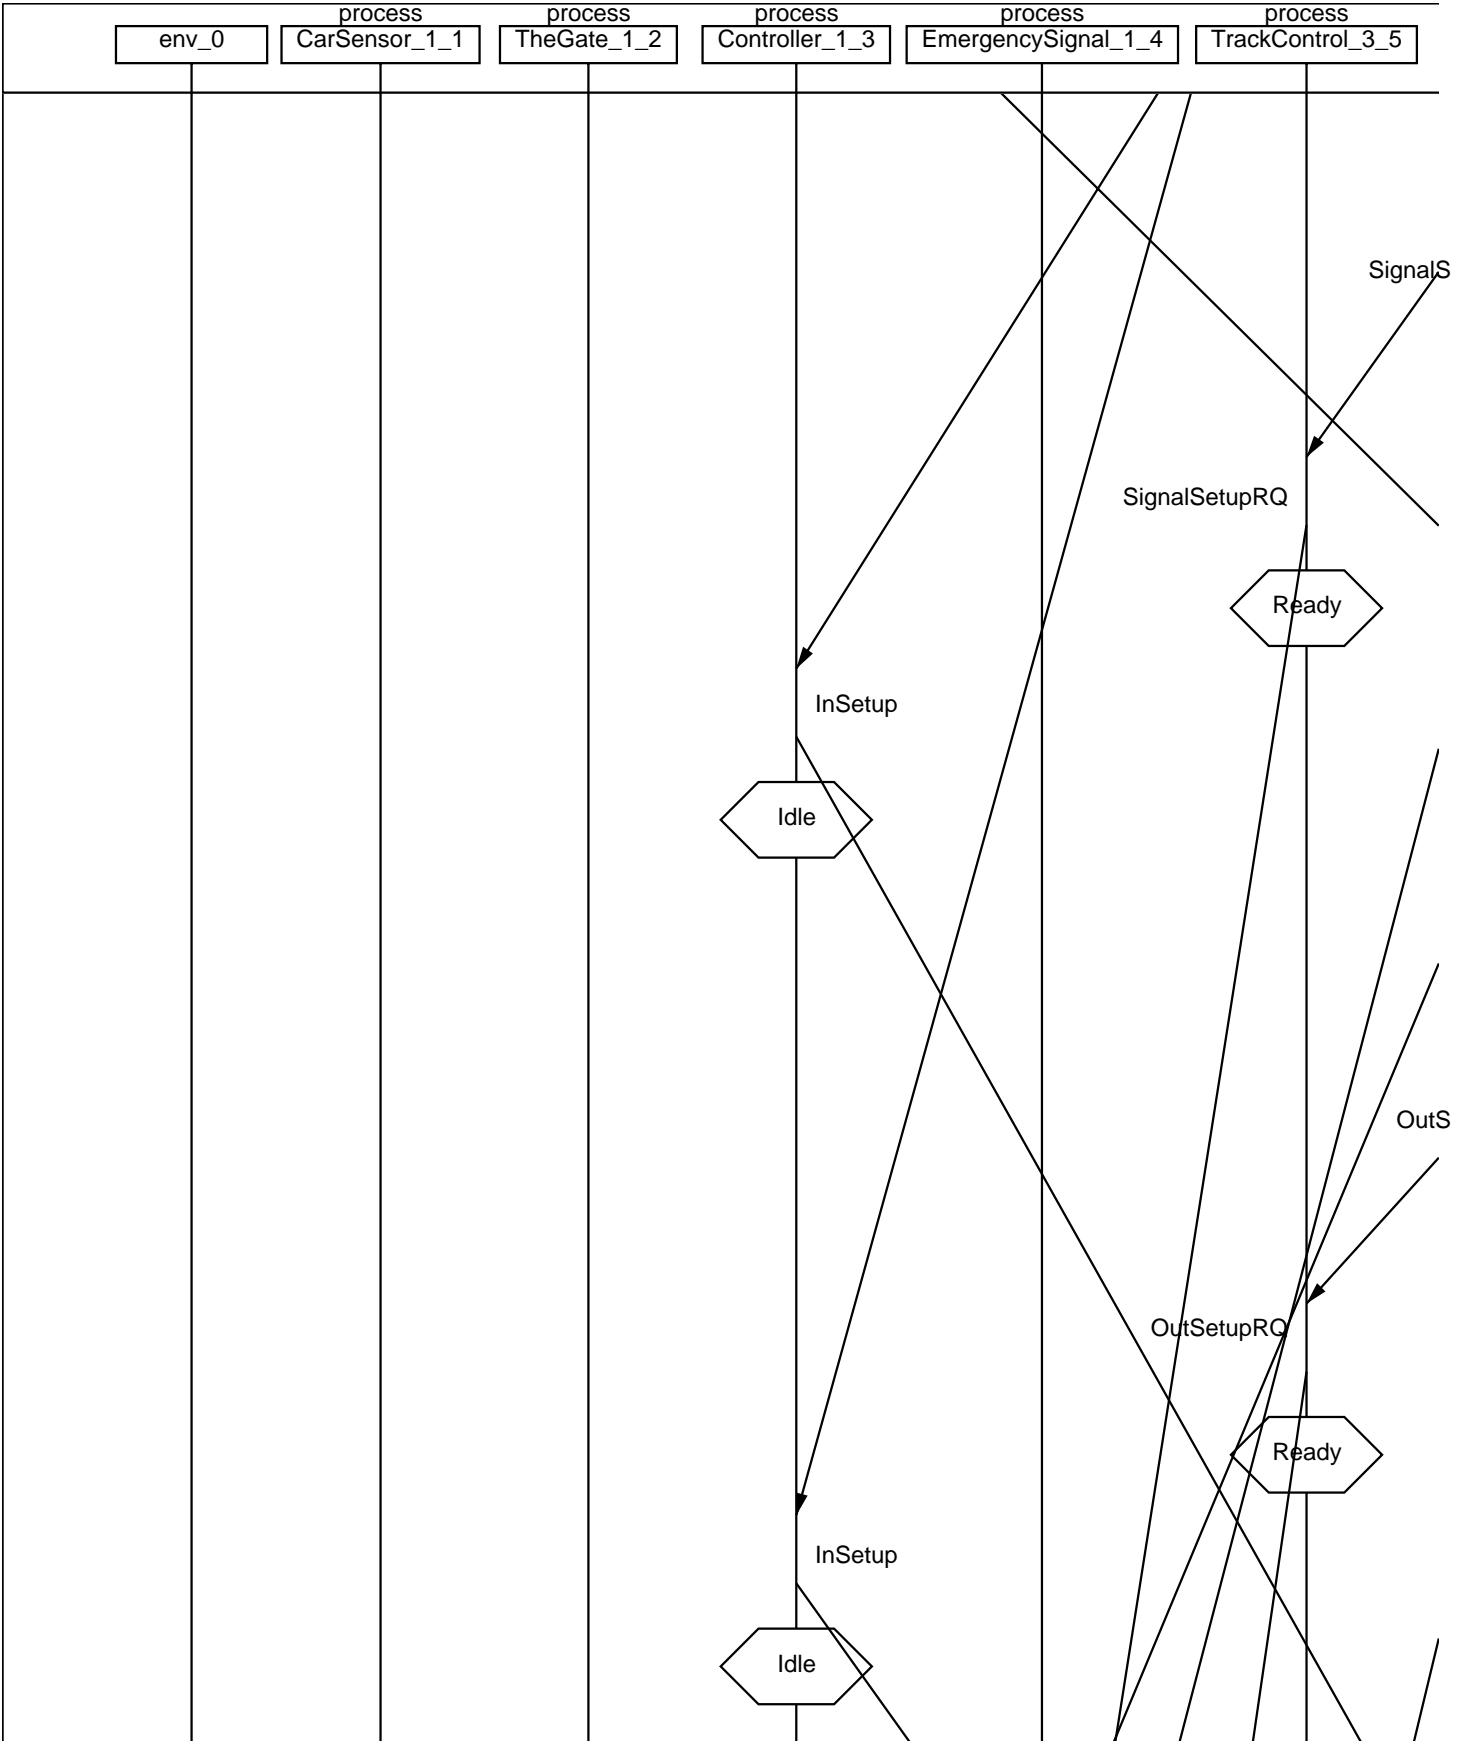 process process process process process
env_0 CarSensor_1_1 TheGate_1_2 Controller_1_3 EmergencySignal_1_4 TrackControl_3_5
SignalS
SignalSetupRQ
Ready
InSetup
Idle
OutS
OutSetupRQ
Ready
InSetup
Idle